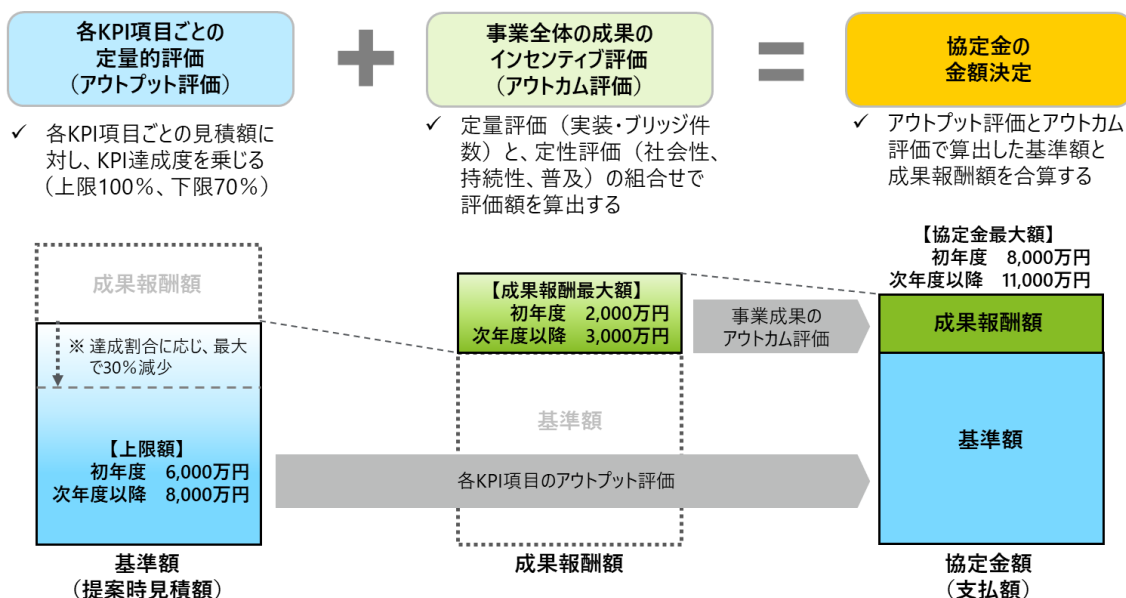 各KPI項目ごとの
定量的評価
（アウトプット評価）
＋
事業全体の成果の
インセンティブ評価
（アウトカム評価）
＝
協定金の
金額決定
✓ 各KPI項目ごとの見積額に
対し、KPI達成度を乗じる
（上限100％、下限70％）
✓ 定量評価（実装・ブリッジ件
数）と、定性評価（社会性、
持続性、普及）の組合せで
評価額を算出する
✓ アウトプット評価とアウトカム
評価で算出した基準額と
成果報酬額を合算する
成果報酬額
※ 達成割合に応じ、最大
で30％減少
【上限額】
初年度 6,000万円
次年度以降 8,000万円
基準額
（提案時見積額）
【成果報酬最大額】
初年度 2,000万円
次年度以降 3,000万円
基準額
成果報酬額
事業成果の
アウトカム評価
各KPI項目のアウトプット評価
【協定金最大額】
初年度 8,000万円
次年度以降 11,000万円
成果報酬額
基準額
協定金額
（支払額）